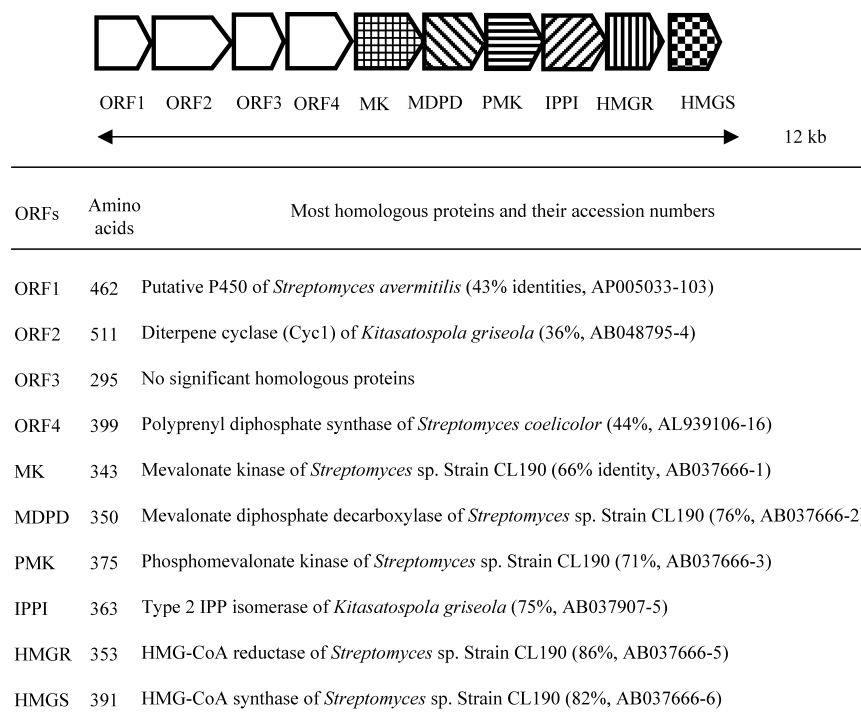 ORF1 ORF2 ORF3 ORF4 MK MDPD PMK IPPI HMGR HMGS
12 kb
ORFs Amino acids Most homologous proteins and their accession numbers
ORF1 462 Putative P450 of Streptomyces avermitilis (43% identities, AP005033-103)
ORF2 511 Diterpene cyclase (Cyc1) of Kitasatospola griseola (36%, AB048795-4)
ORF3 295 No significant homologous proteins
ORF4 399 Polyprenyl diphosphate synthase of Streptomyces coelicolor (44%, AL939106-16)
MK 343 Mevalonate kinase of Streptomyces sp. Strain CL190 (66% identity, AB037666-1)
MDPD 350 Mevalonate diphosphate decarboxylase of Streptomyces sp. Strain CL190 (76%, AB037666-2)
PMK 375 Phosphomevalonate kinase of Streptomyces sp. Strain CL190 (71%, AB037666-3)
IPPI 363 Type 2 IPP isomerase of Kitasatospola griseola (75%, AB037907-5)
HMGR 353 HMG-CoA reductase of Streptomyces sp. Strain CL190 (86%, AB037666-5)
HMGS 391 HMG-CoA synthase of Streptomyces sp. Strain CL190 (82%, AB037666-6)